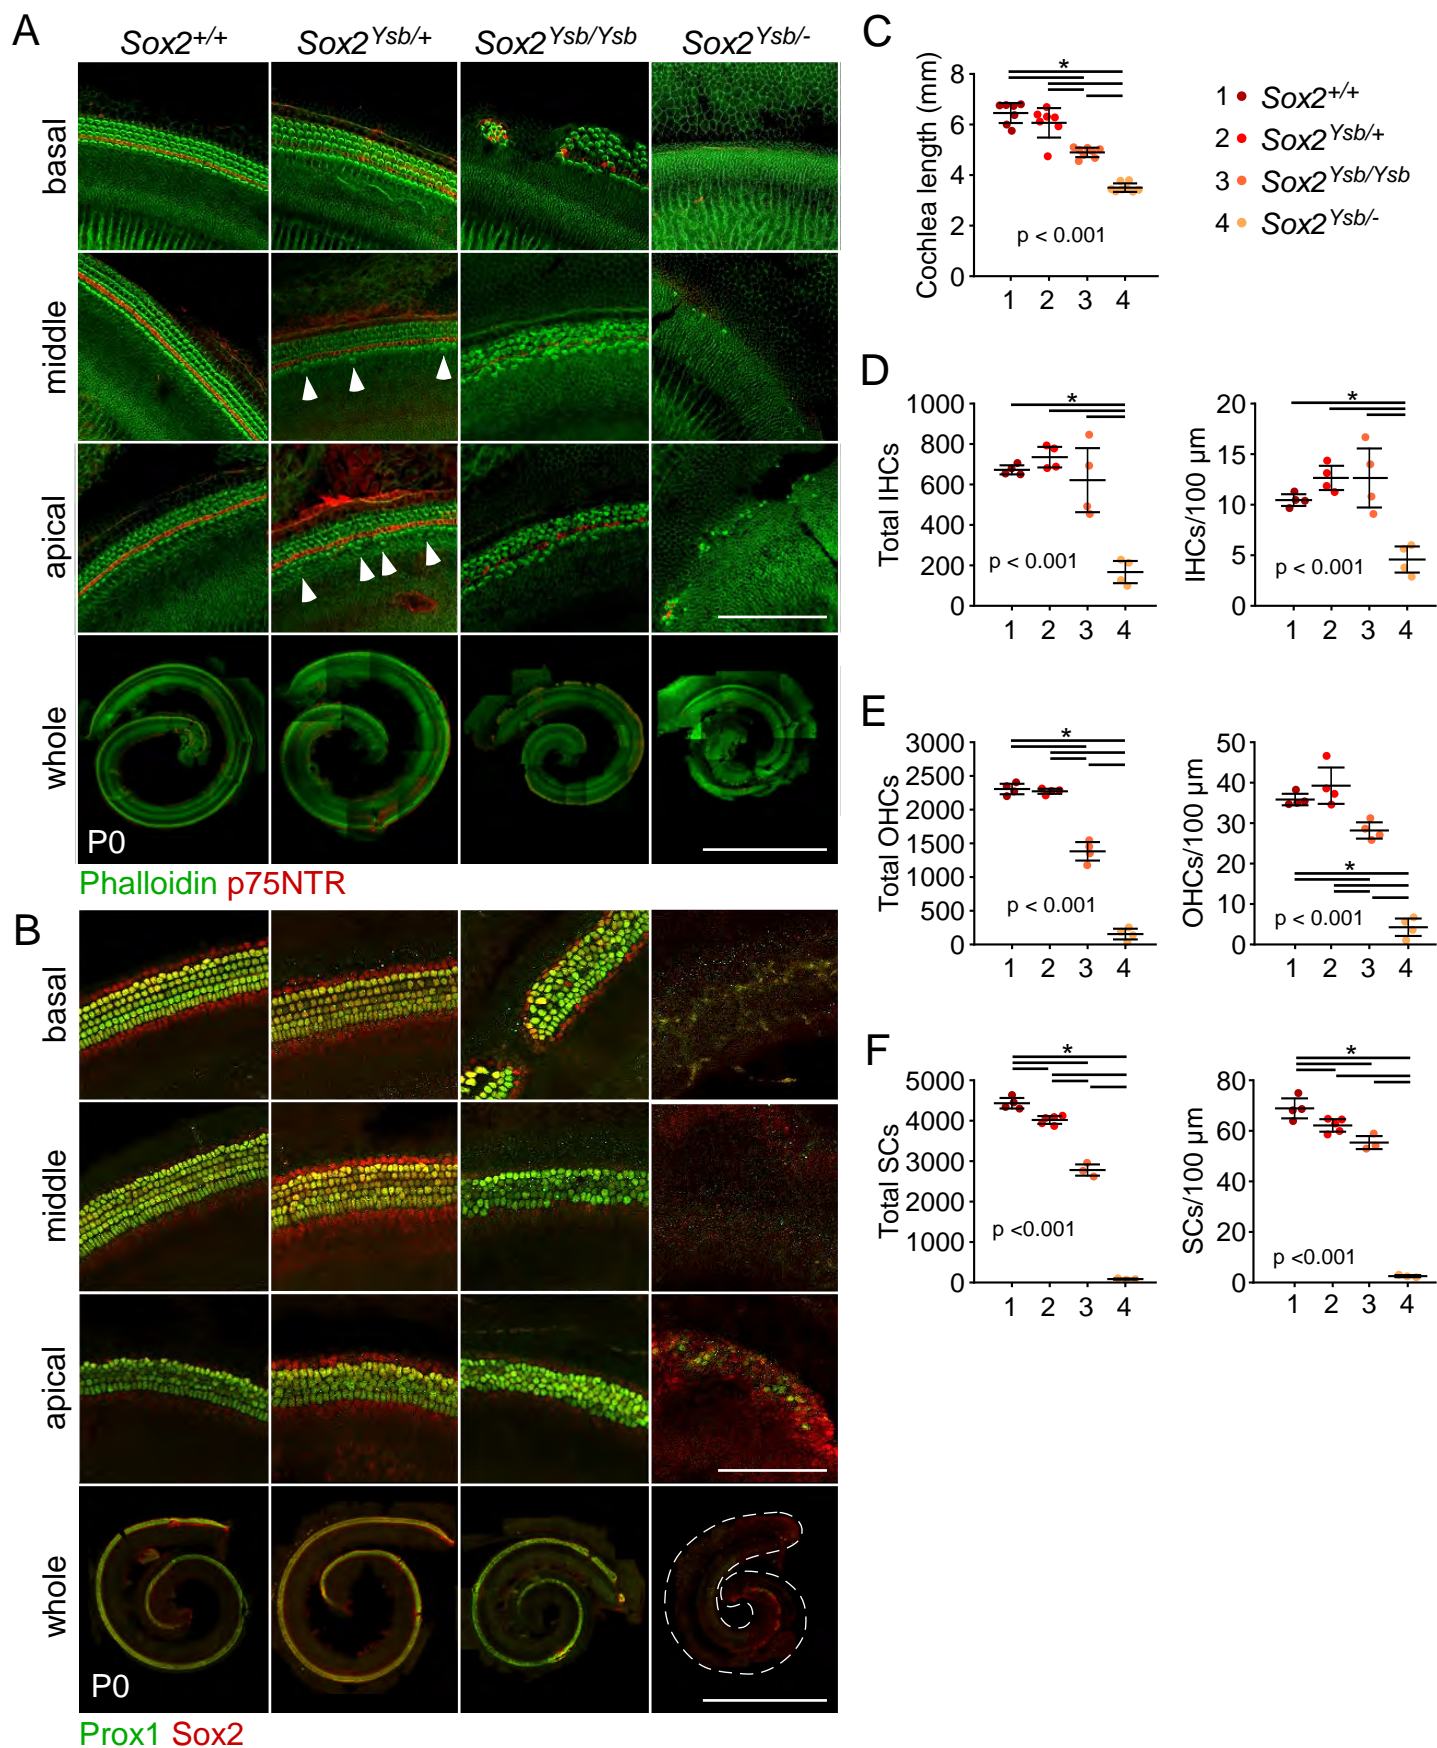 A
Sox2+/+ Sox2Ysb/+ Sox2Ysb/Ysb Sox2Ysb/-
basal
middle
apical
whole
P0
Phalloidin p75NTR
B
basal
middle
apical
whole
P0
Prox1 Sox2
C
Cochlea length (mm)
8
6
4
2
0
*
p < 0.001
1 2 3 4
1 Sox2+/+
2 Sox2Ysb/+
3 Sox2Ysb/Ysb
4 Sox2Ysb/-
D
Total IHCs
1000
800
600
400
200
0
*
p < 0.001
1 2 3 4
IHCs/100 µm
20
15
10
5
0
*
p < 0.001
1 2 3 4
E
Total OHCs
3000
2500
2000
1500
1000
500
0
*
p < 0.001
1 2 3 4
OHCs/100 µm
50
40
30
20
10
0
*
p < 0.001
1 2 3 4
F
Total SCs
5000
4000
3000
2000
1000
0
*
p <0.001
1 2 3 4
SCs/100 µm
80
60
40
20
0
*
p <0.001
1 2 3 4